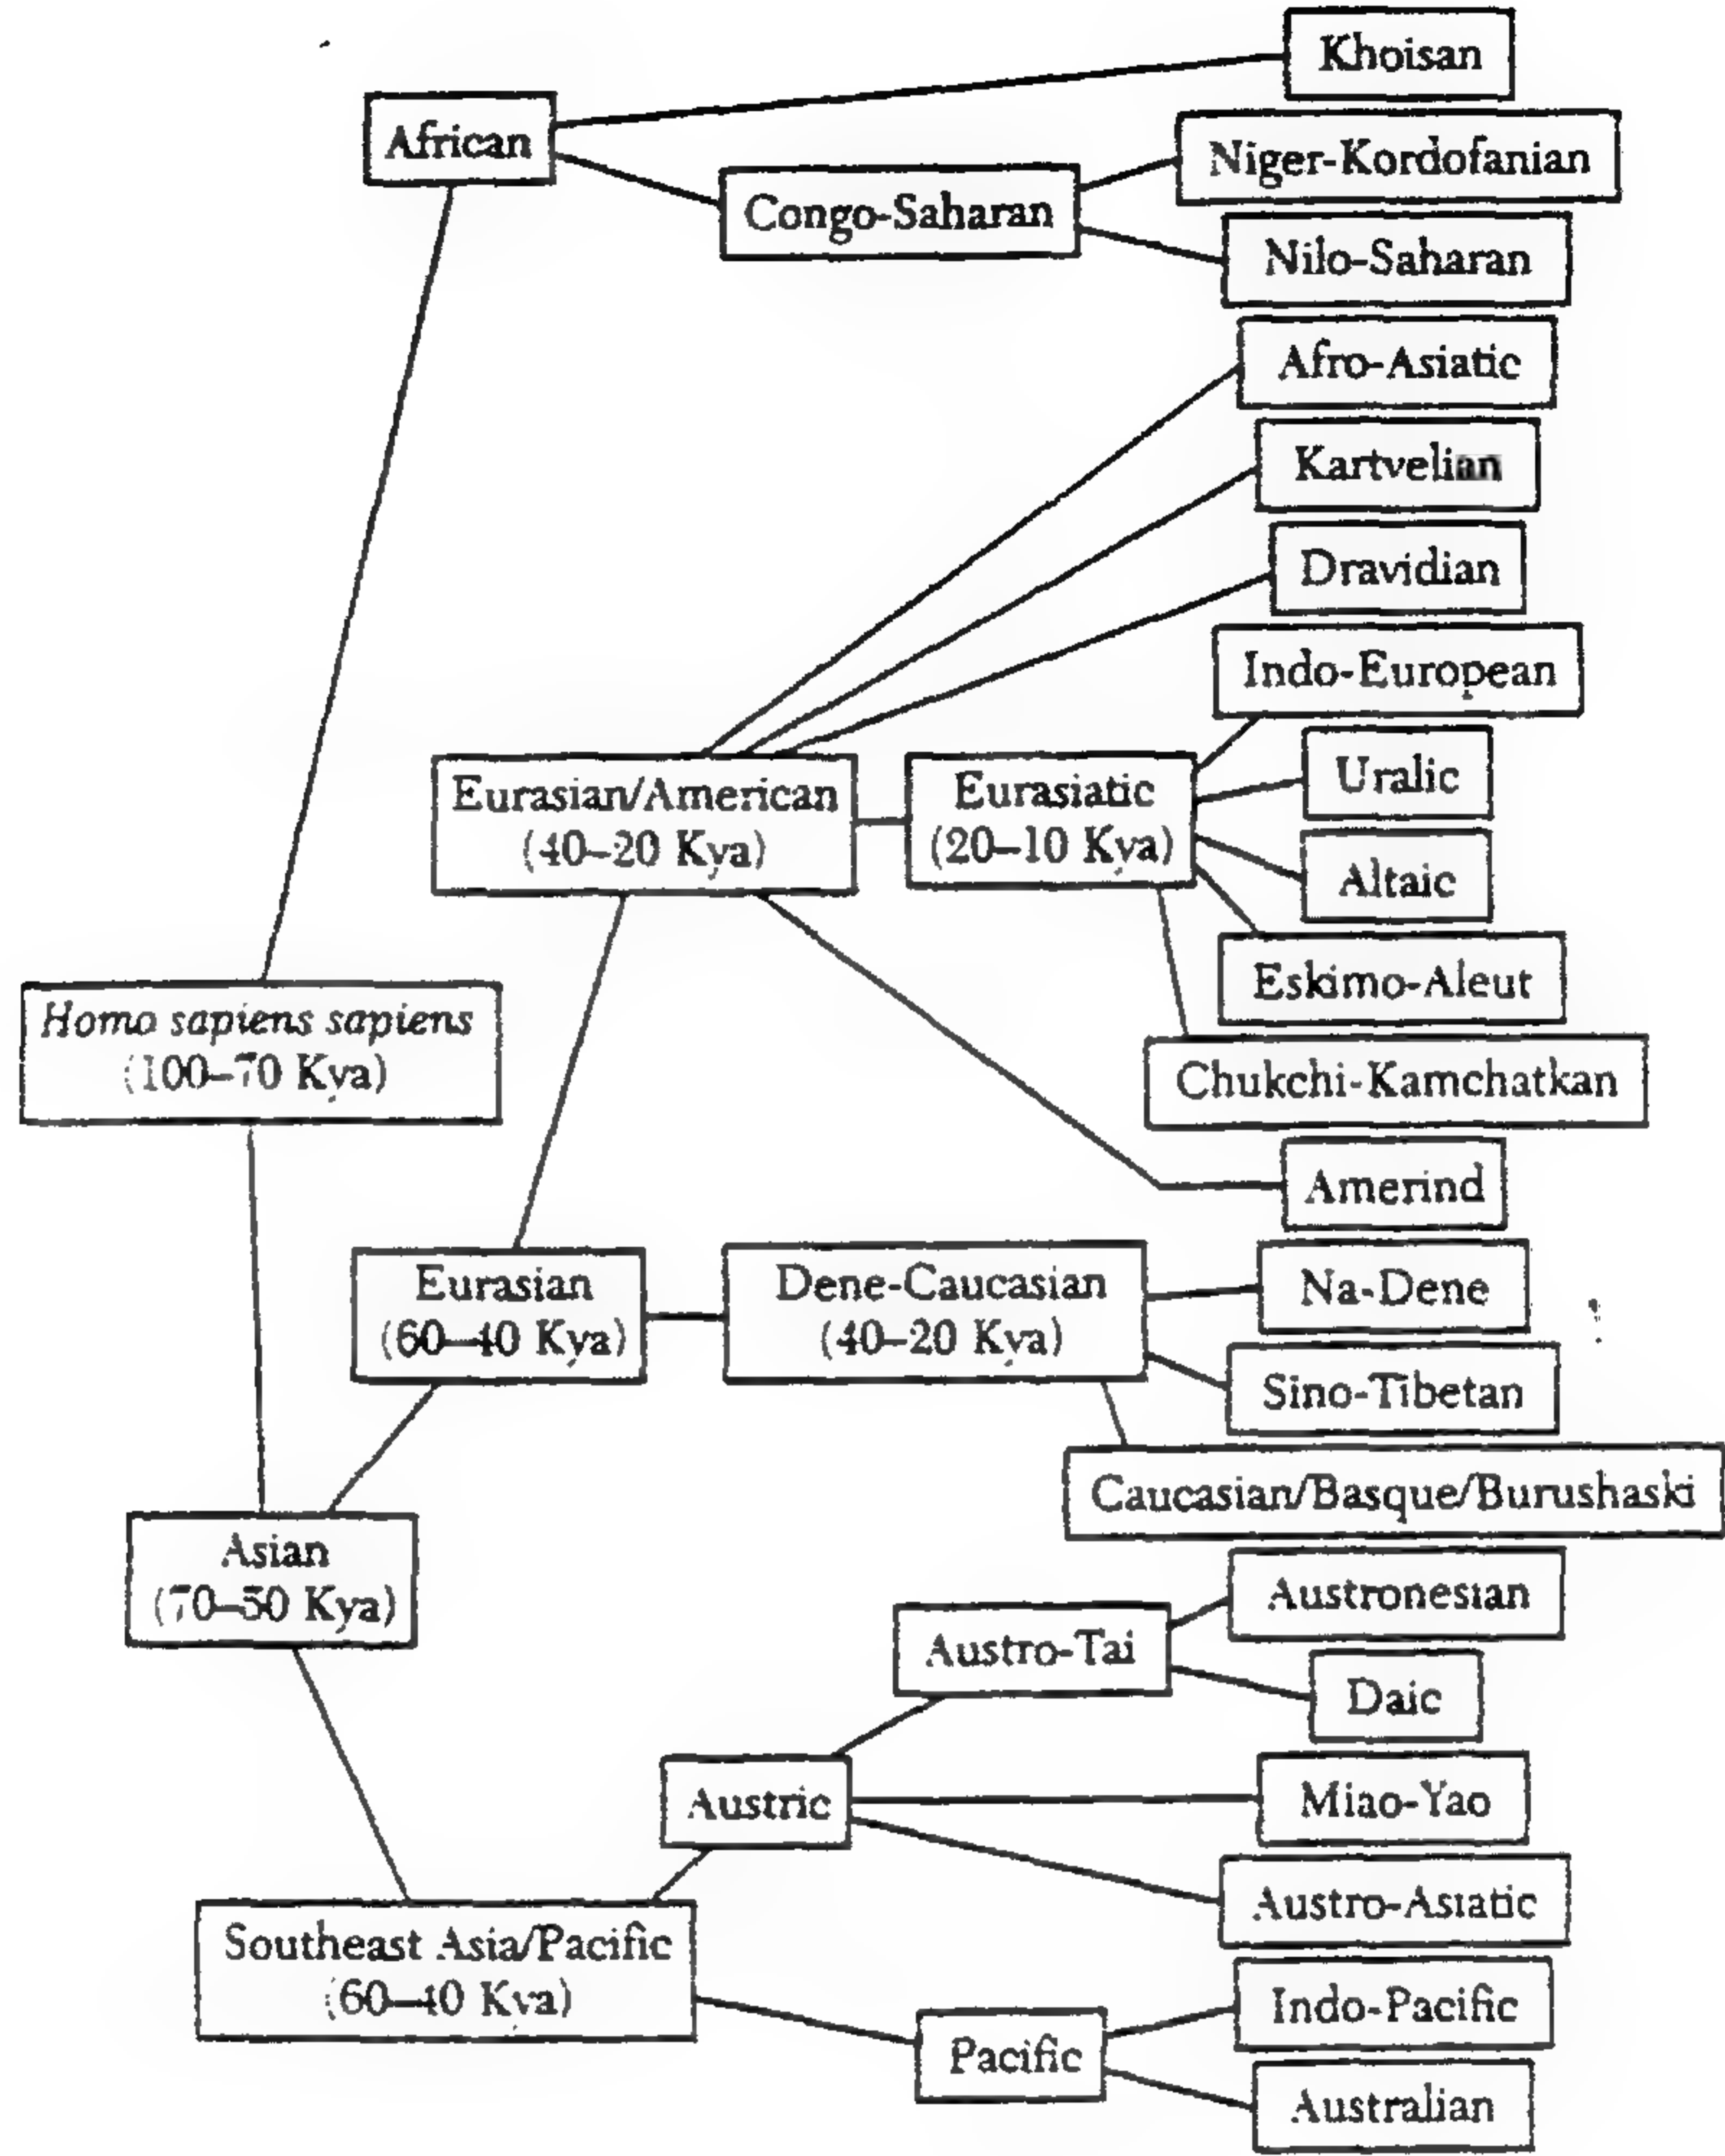 Khoisan
African
Niger-Kordofanian
Congo-Saharan
Nilo-Saharan
Afro-Asiatic
Kartvelian
Dravidian
Indo-European
Eurasian/American
(40–20 Kya)
Eurasiatic
(20–10 Kya)
Uralic
Altaic
Eskimo-Aleut
Homo sapiens sapiens
(100–70 Kya)
Chukchi-Kamchatkan
Amerind
Eurasian
(60–40 Kya)
Dene-Caucasian
(40–20 Kya)
Na-Dene
Sino-Tibetan
Caucasian/Basque/Burushaski
Asian
(70–50 Kya)
Austronesian
Austro-Tai
Daic
Austric
Miao-Yao
Austro-Asiatic
Southeast Asia/Pacific
(60–40 Kya)
Indo-Pacific
Pacific
Australian